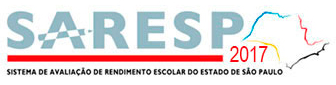 SARESP
2017
SISTEMA DE AVALIAÇÃO DE RENDIMENTO ESCOLAR DO ESTADO DE SÃO PAULO